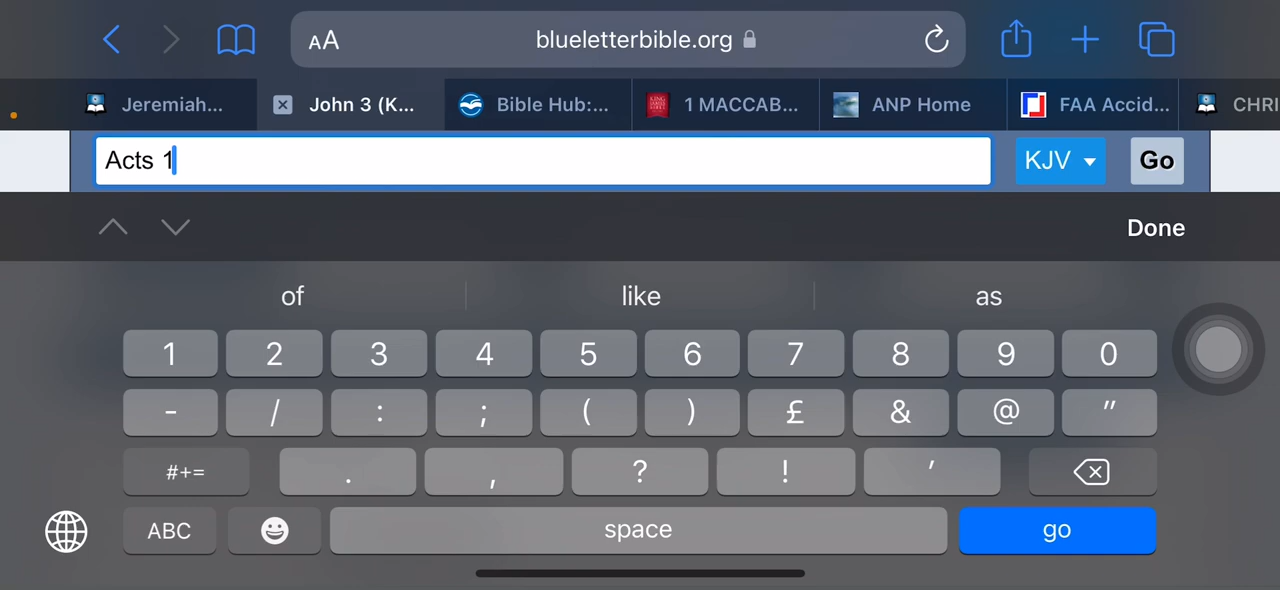 AA blueletterbible.org
Jeremiah... John 3 (K... Bible Hub:... 1 MACCAB... ANP Home FAA Accid... CHRI
Acts 1 KJV Go
Done
of like as
1 2 3 4 5 6 7 8 9 0
- / : ; ( ) £ & @ "
#+= . , ? ! '
ABC space go